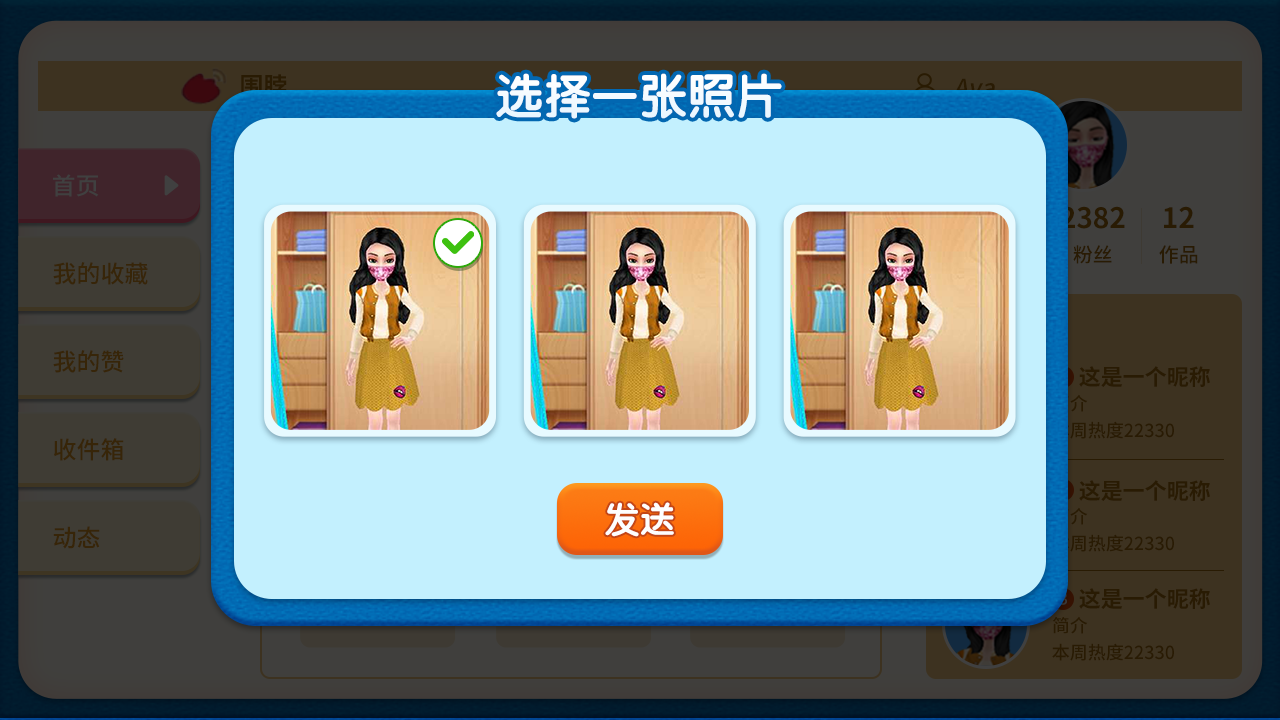 选择一张照片
围脖
Ava
首页
我的收藏
我的赞
收件箱
动态
发送
2382
粉丝
12
作品
这是一个昵称
介
周热度22330
这是一个昵称
介
周热度22330
这是一个昵称
简介
本周热度22330